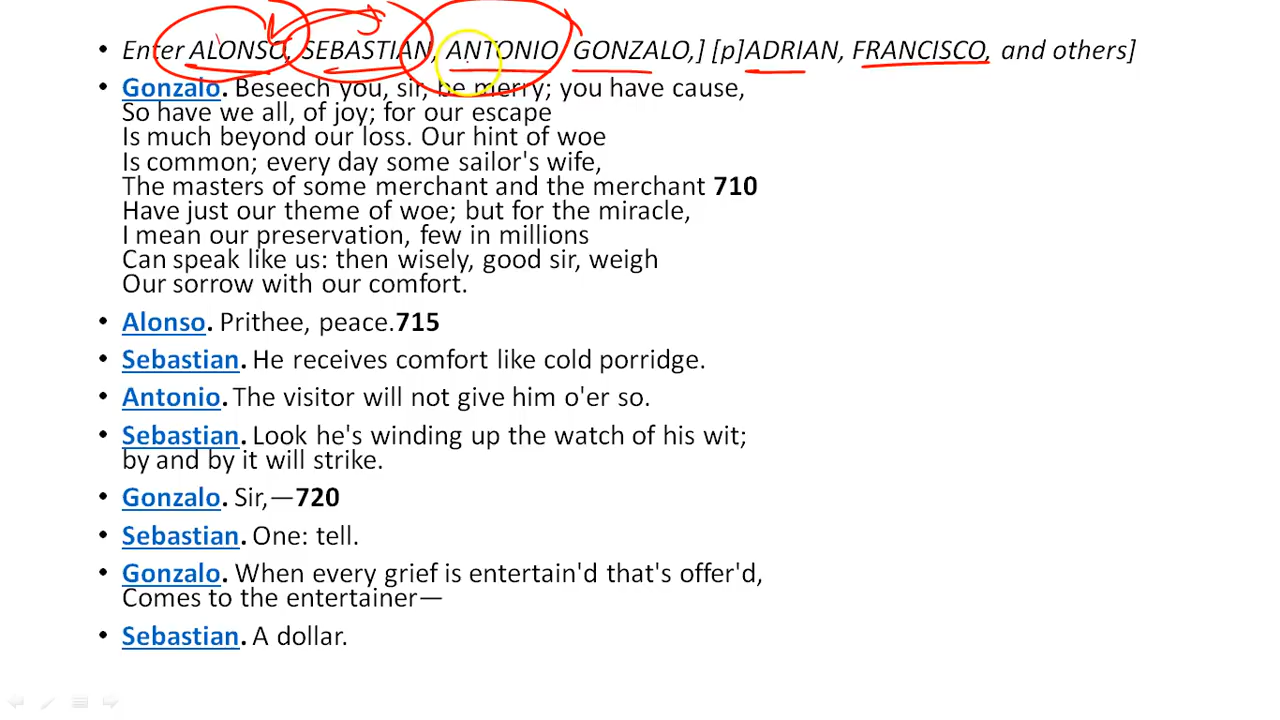 • Enter ALONSO, SEBASTIAN, ANTONIO, GONZALO,] [p]ADRIAN, FRANCISCO, and others]
• Gonzalo. Beseech you, sir, be merry; you have cause,
So have we all, of joy; for our escape
Is much beyond our loss. Our hint of woe
Is common; every day some sailor's wife,
The masters of some merchant and the merchant 710
Have just our theme of woe; but for the miracle,
I mean our preservation, few in millions
Can speak like us: then wisely, good sir, weigh
Our sorrow with our comfort.
• Alonso. Prithee, peace.715
• Sebastian. He receives comfort like cold porridge.
• Antonio. The visitor will not give him o'er so.
• Sebastian. Look he's winding up the watch of his wit;
by and by it will strike.
• Gonzalo. Sir,—720
• Sebastian. One: tell.
• Gonzalo. When every grief is entertain'd that's offer'd,
Comes to the entertainer—
• Sebastian. A dollar.